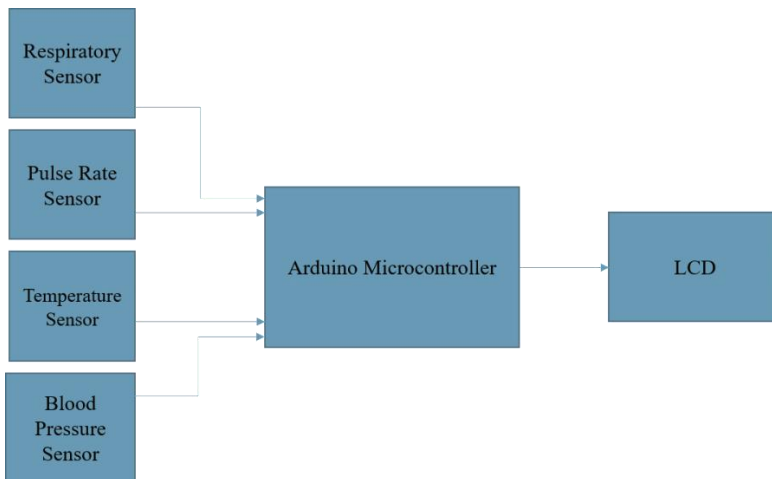 Respiratory
Sensor
Pulse Rate
Sensor
Temperature
Sensor
Blood
Pressure
Sensor
Arduino Microcontroller
LCD